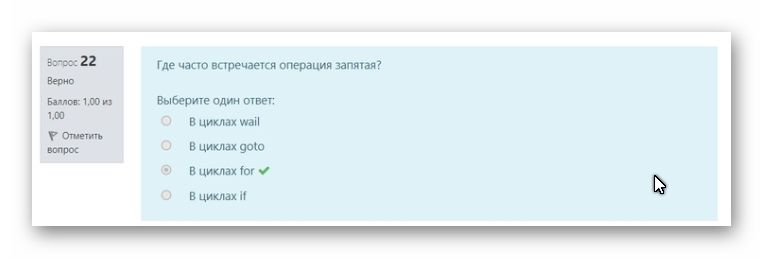 Вопрос 22
Верно
Баллов: 1,00 из
1,00
Отметить
вопрос
Где часто встречается операция запятая?
Выберите один ответ:
В циклах wail
В циклах goto
В циклах for
В циклах if